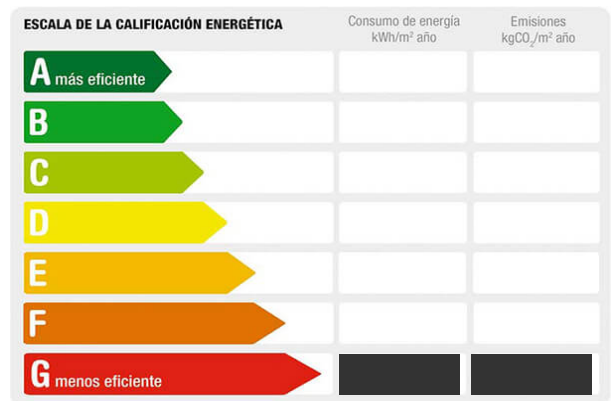 ESCALA DE LA CALIFICACIÓN ENERGÉTICA
Consumo de energía
kWh/m² año
Emisiones
kgCO₂/m² año
A más eficiente
B
C
D
E
F
G menos eficiente